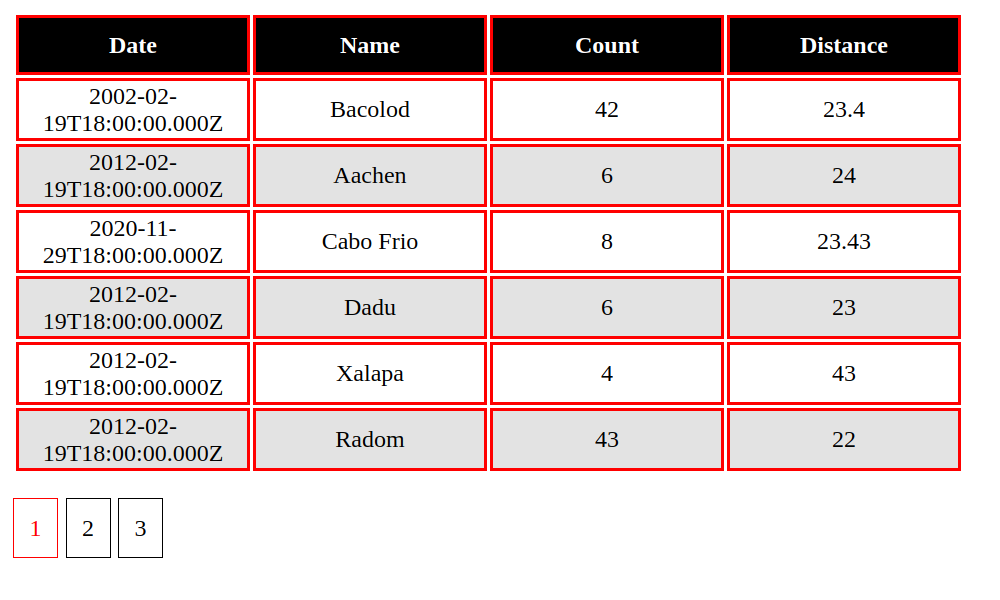 Date Name Count Distance
2002-02-
19T18:00:00.000Z Bacolod 42 23.4
2012-02-
19T18:00:00.000Z Aachen 6 24
2020-11-
29T18:00:00.000Z Cabo Frio 8 23.43
2012-02-
19T18:00:00.000Z Dadu 6 23
2012-02-
19T18:00:00.000Z Xalapa 4 43
2012-02-
19T18:00:00.000Z Radom 43 22
1 2 3